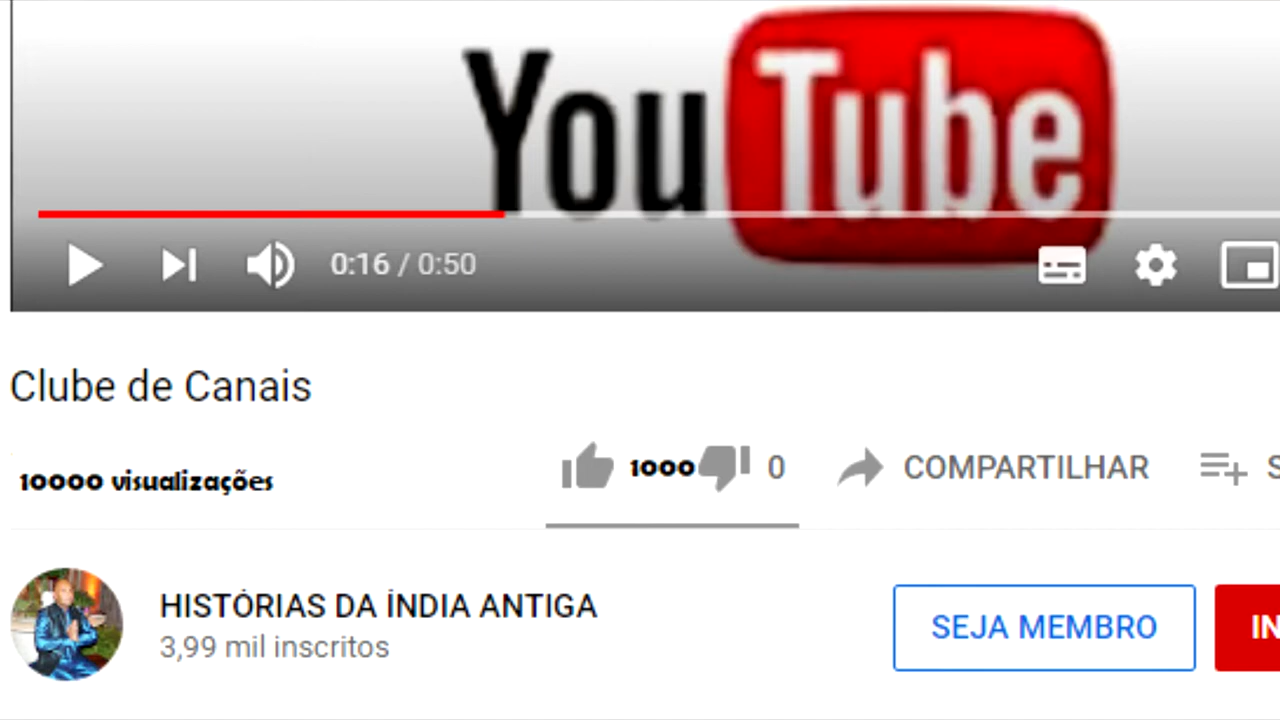 YouTube
0:16 / 0:50
Clube de Canais
10000 visualizações
1000 0 COMPARTILHAR S
HISTÓRIAS DA ÍNDIA ANTIGA
3,99 mil inscritos
SEJA MEMBRO IN